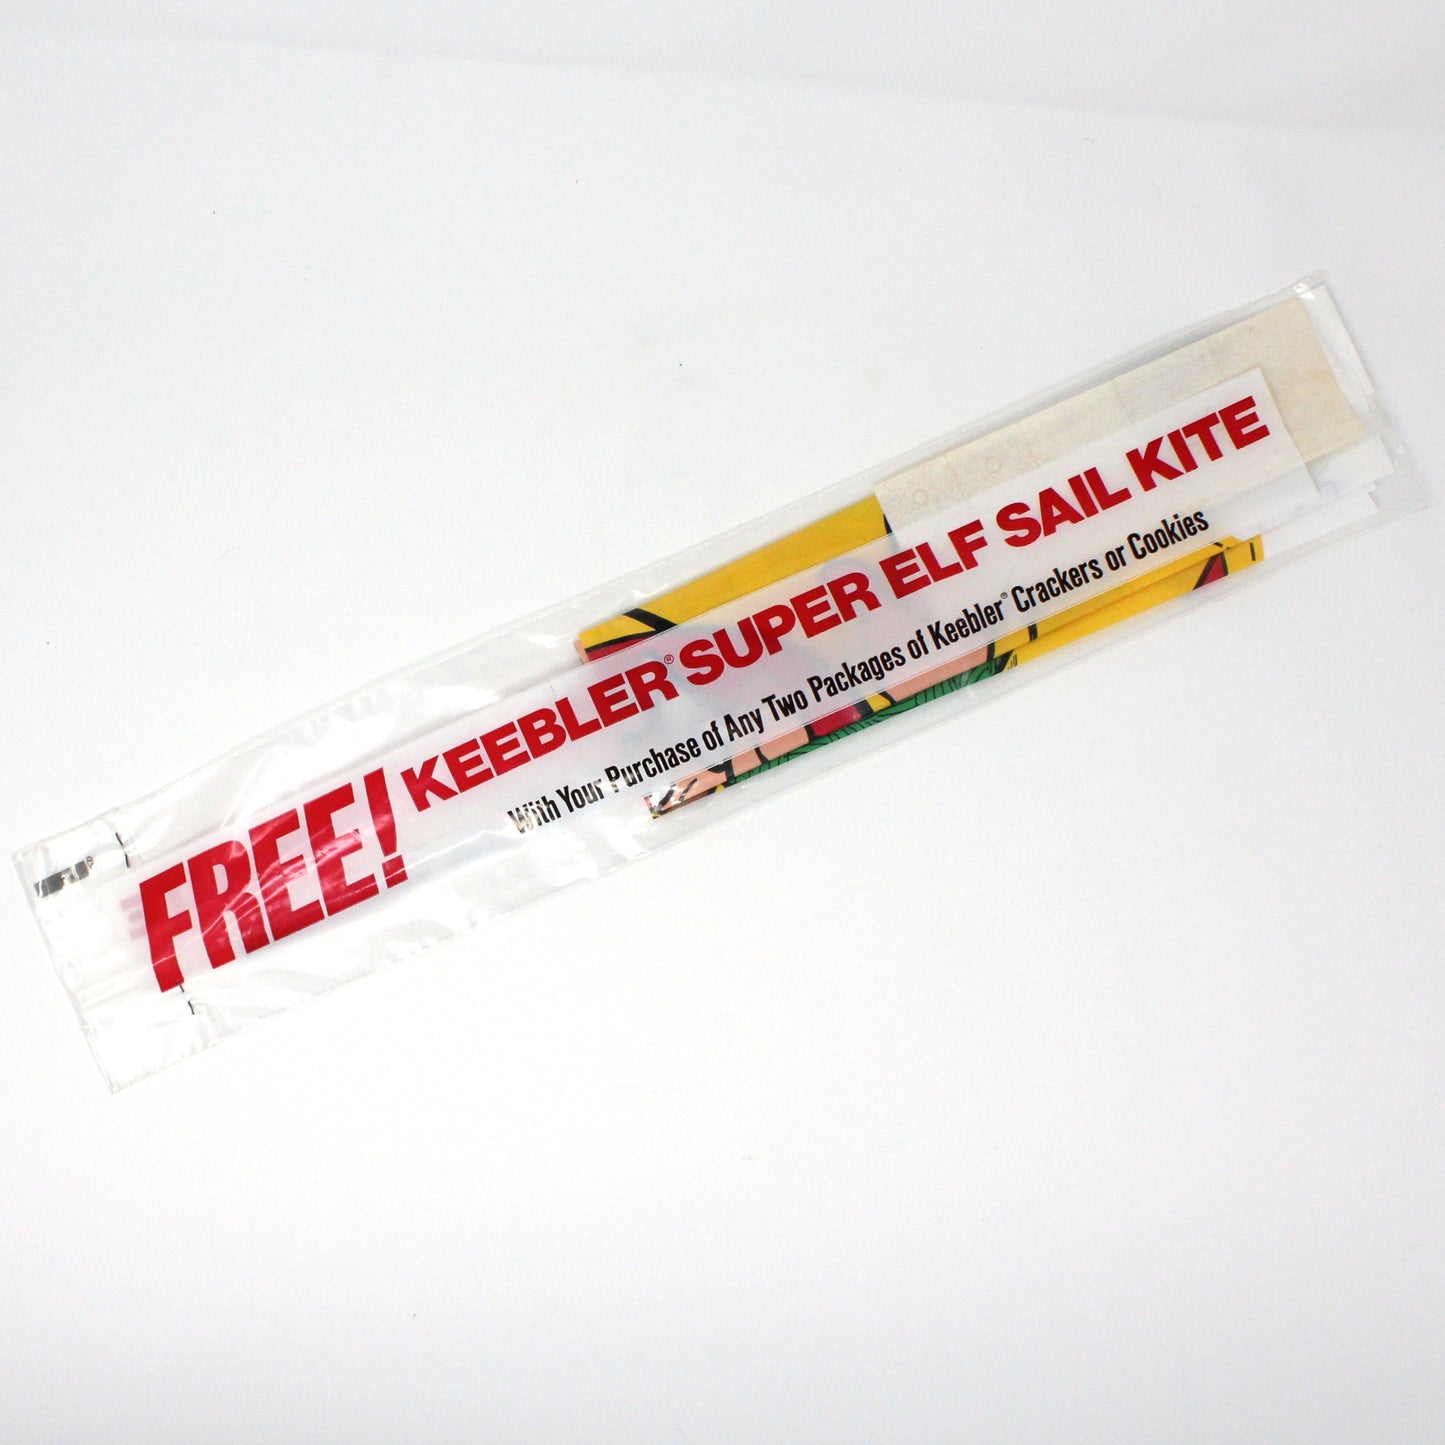 FREE! KEEBLER® SUPER ELF SAIL KITE
With Your Purchase of Any Two Packages of Keebler® Crackers or Cookies